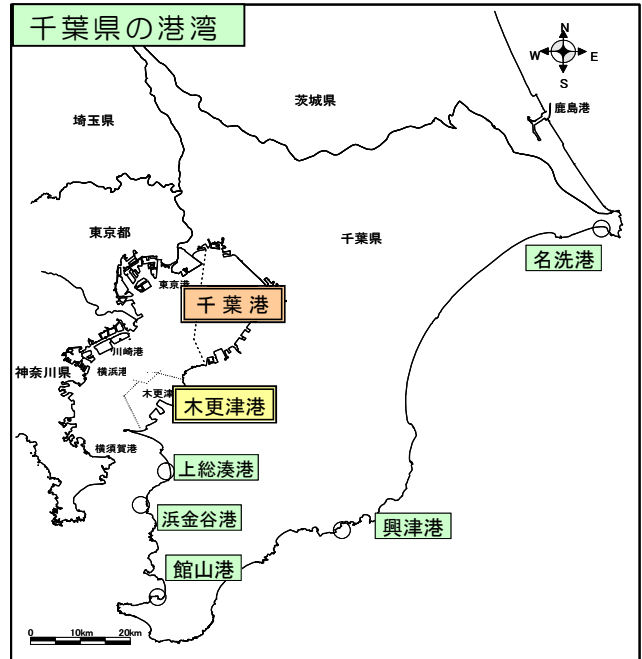 千葉県の港湾
N
W
E
S
茨城県
鹿島港
埼玉県
東京都
千葉県
名洗港
東京港
千葉港
川崎港
神奈川県
横浜港
木更津
木更津港
横須賀港
上総湊港
浜金谷港
興津港
館山港
0 10km 20km